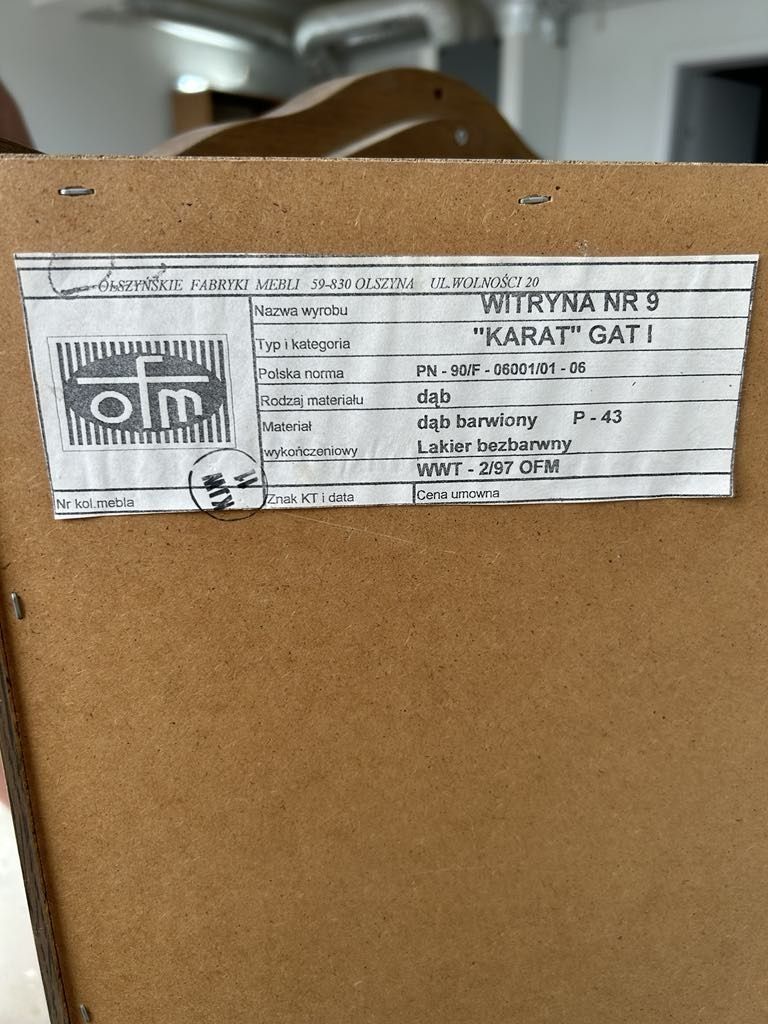 OLSZYŃSKIE FABRYKI MEBLI 59-830 OLSZYNA UL.WOLNOŚCI 20
ofm
Nazwa wyrobu WITRYNA NR 9
Typ i kategoria "KARAT" GAT I
Polska norma PN - 90/F - 06001/01 - 06
Rodzaj materiału dąb
Materiał dąb barwiony P - 43
wykończeniowy Lakier bezbarwny
WWT - 2/97 OFM
Nr kol.mebla Znak KT i data Cena umowna
KJN
11